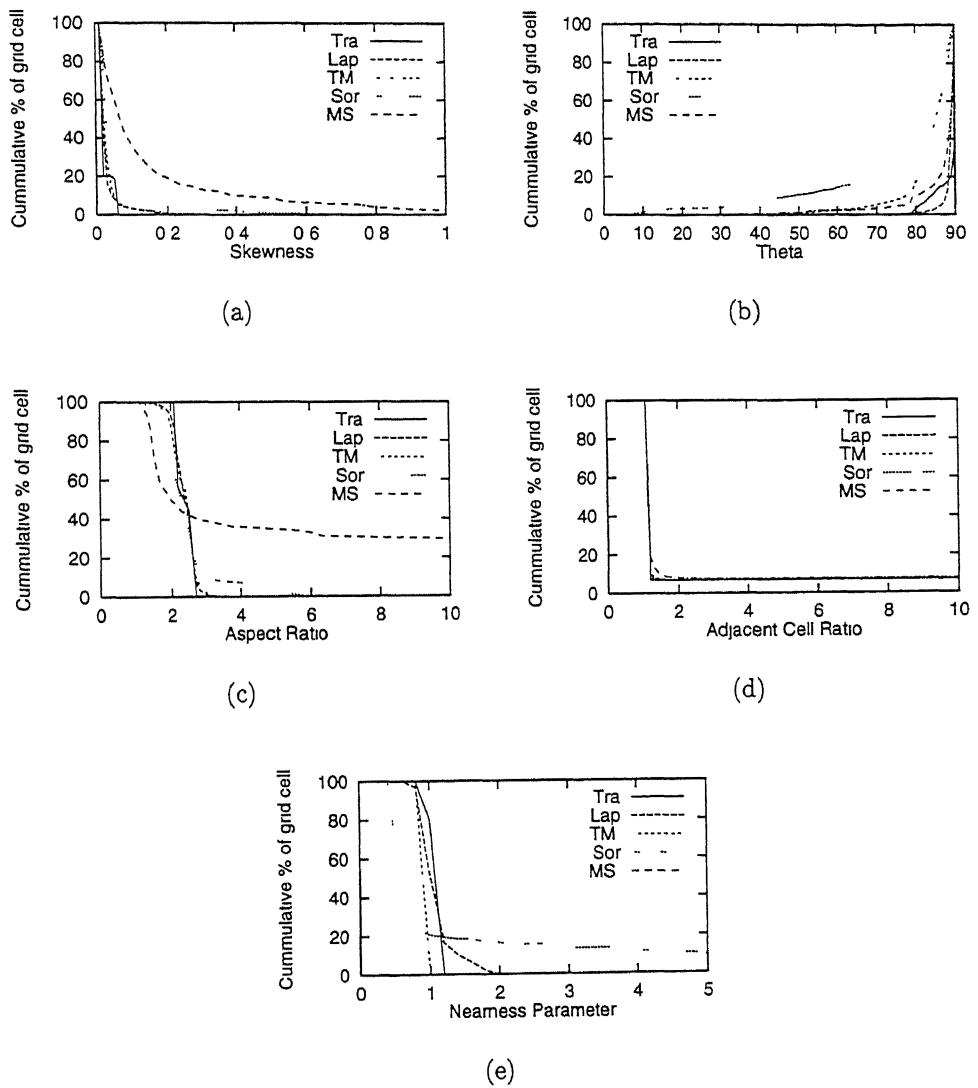 Cummulative % of grid cell
100
80
60
40
20
0
Tra
Lap
TM
Sor
MS
0 0 2 0 4 0 6 0 8 1
Skewness
(a)
Cummulative % of grid cell
100
80
60
40
20
0
Tra
Lap
TM
Sor
MS
0 10 20 30 40 50 60 70 80 90
Theta
(b)
Cummulative % of grid cell
100
80
60
40
20
0
Tra
Lap
TM
Sor
MS
0 2 4 6 8 10
Aspect Ratio
(c)
Cummulative % of grid cell
100
80
60
40
20
0
Tra
Lap
TM
Sor
MS
0 2 4 6 8 10
Adjacent Cell Ratio
(d)
Cummulative % of grid cell
100
80
60
40
20
0
Tra
Lap
TM
Sor
MS
0 1 2 3 4 5
Nearness Parameter
(e)